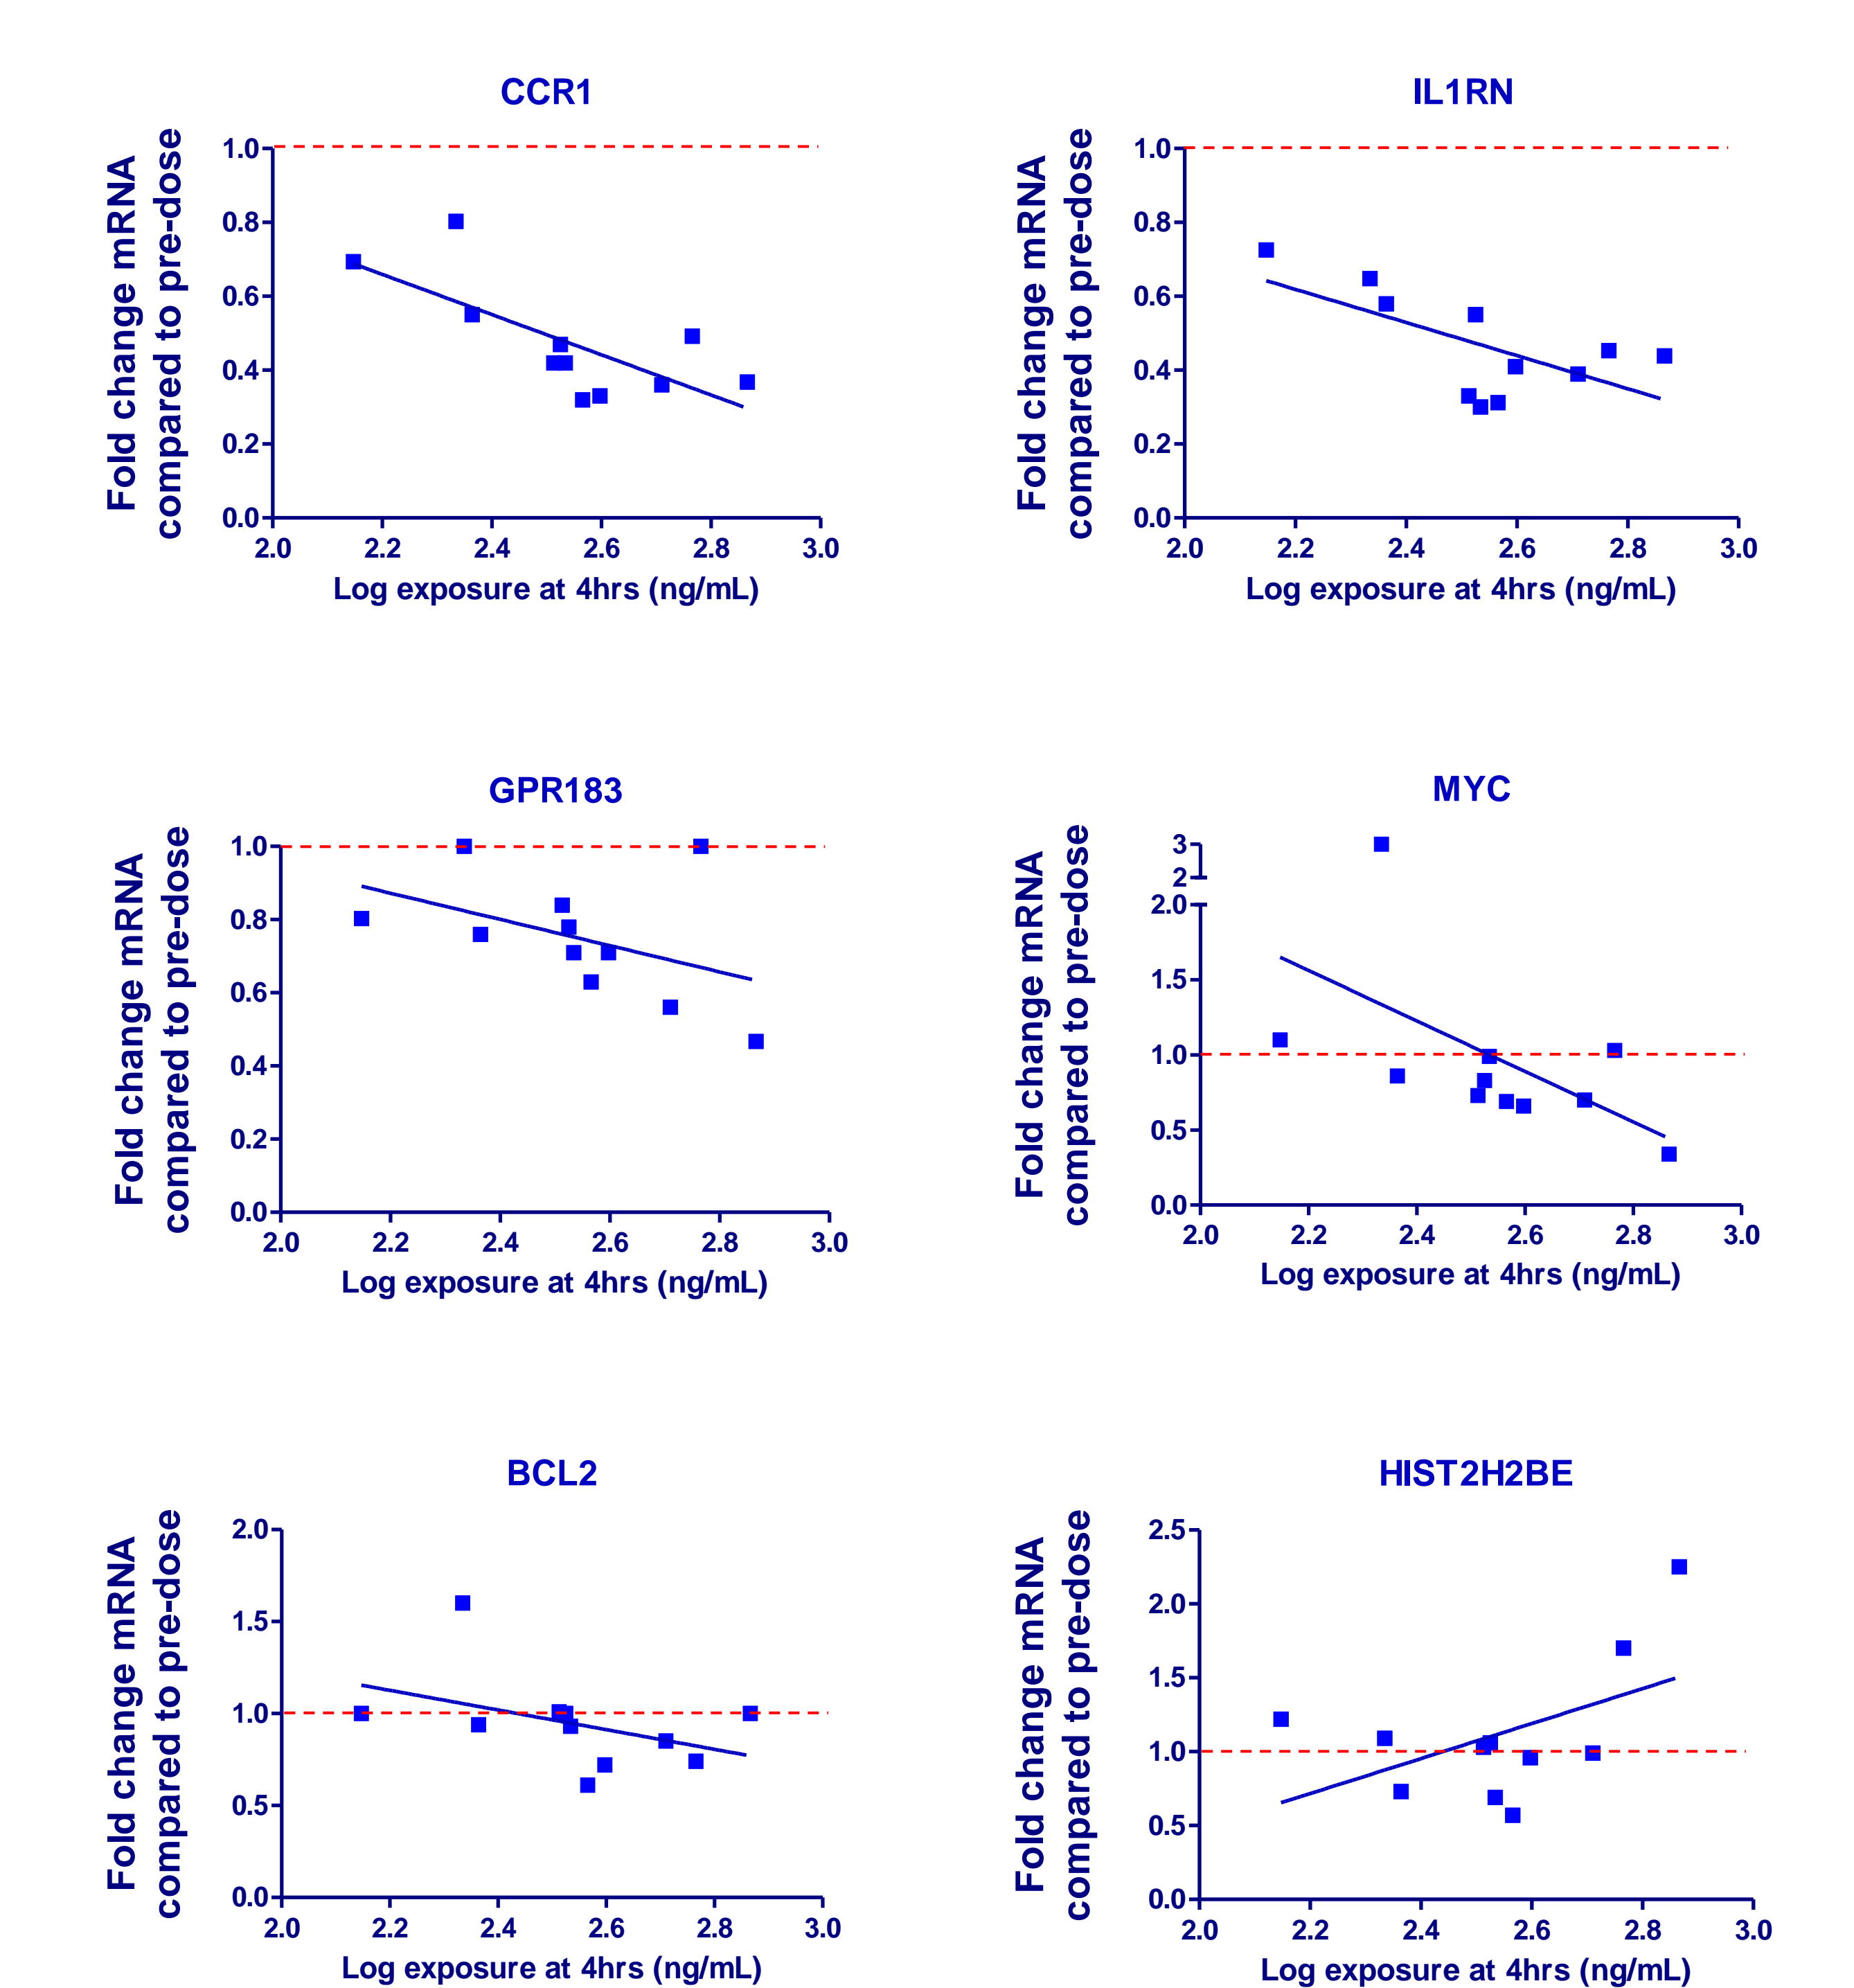 CCR1
Fold change mRNA
compared to pre-dose
1.0
0.8
0.6
0.4
0.2
0.0
2.0 2.2 2.4 2.6 2.8 3.0
Log exposure at 4hrs (ng/mL)
IL1RN
Fold change mRNA
compared to pre-dose
1.0
0.8
0.6
0.4
0.2
0.0
2.0 2.2 2.4 2.6 2.8 3.0
Log exposure at 4hrs (ng/mL)
GPR183
Fold change mRNA
compared to pre-dose
1.0
0.8
0.6
0.4
0.2
0.0
2.0 2.2 2.4 2.6 2.8 3.0
Log exposure at 4hrs (ng/mL)
MYC
Fold change mRNA
compared to pre-dose
3
2
2.0
1.5
1.0
0.5
0.0
2.0 2.2 2.4 2.6 2.8 3.0
Log exposure at 4hrs (ng/mL)
BCL2
Fold change mRNA
compared to pre-dose
2.0
1.5
1.0
0.5
0.0
2.0 2.2 2.4 2.6 2.8 3.0
Log exposure at 4hrs (ng/mL)
HIST2H2BE
Fold change mRNA
compared to pre-dose
2.5
2.0
1.5
1.0
0.5
0.0
2.0 2.2 2.4 2.6 2.8 3.0
Log exposure at 4hrs (ng/mL)